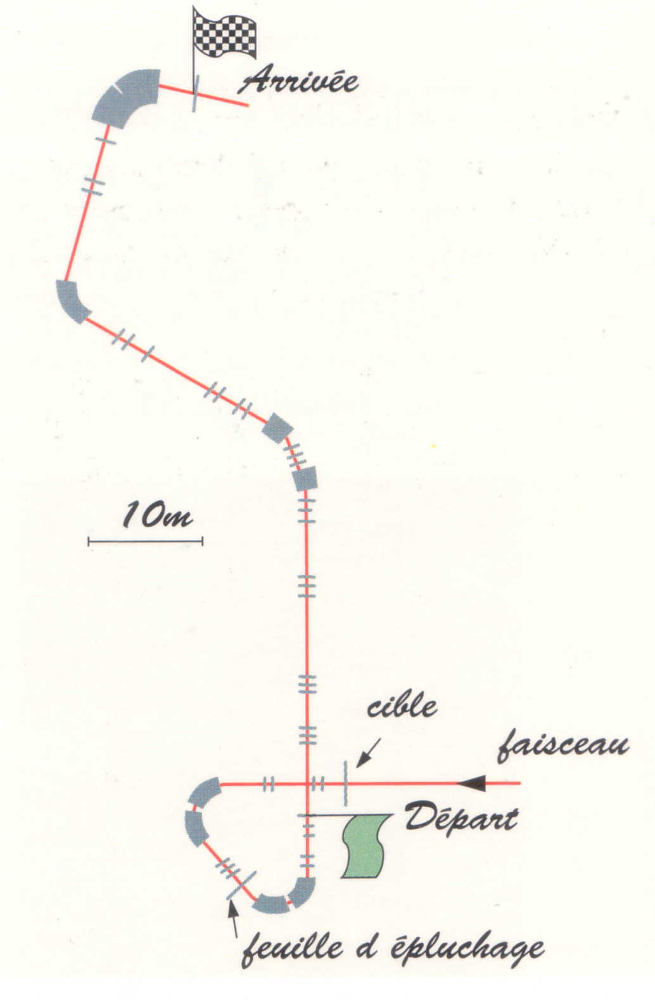 Arrivée
10m
cible
faisceau
Départ
feuille d épluchage